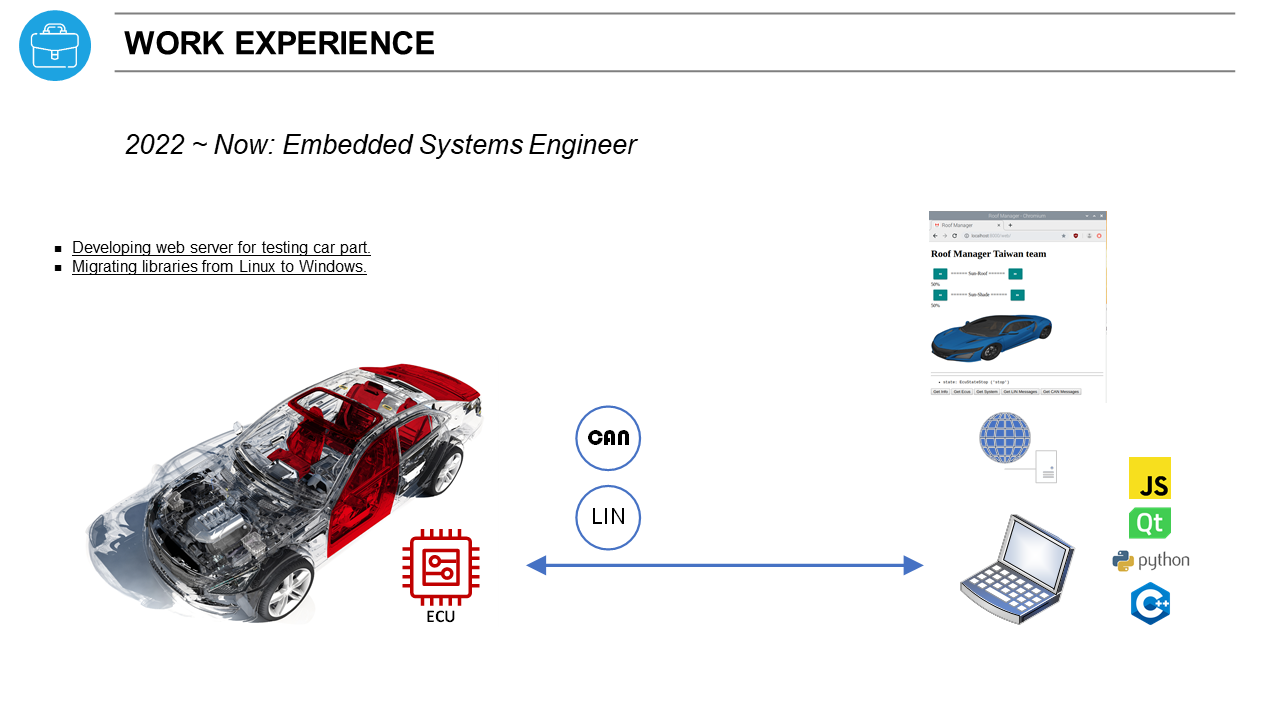 WORK EXPERIENCE
2022 ~ Now: Embedded Systems Engineer
Developing web server for testing car part.
Migrating libraries from Linux to Windows.
Roof Manager - Chromium
Roof Manager
localhost:8000/web/
Roof Manager Taiwan team
====== Sun-Roof ======
50%
====== Sun-Shade ======
50%
state: EcuStateStop ("stop")
Get Info Get Ecus Get System Get LIN Messages Get CAN Messages
CAN
LIN
ECU
JS
Qt
python
C++